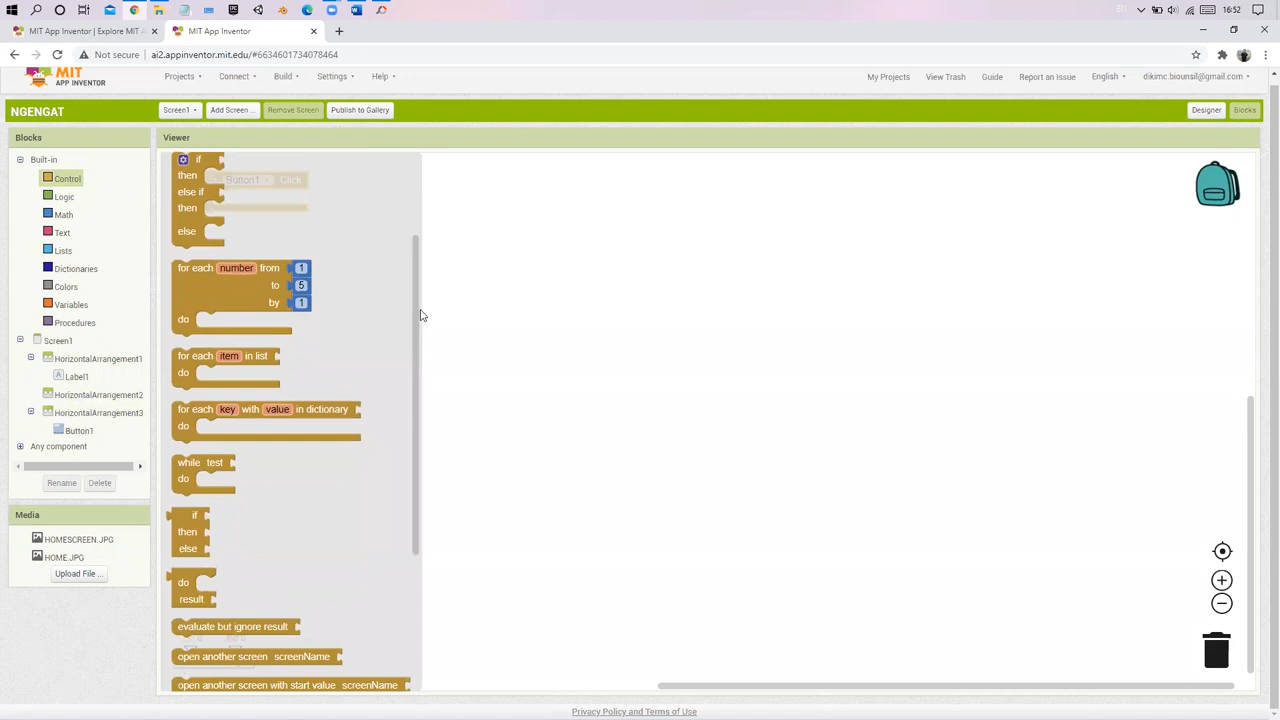 16:52
MIT App Inventor | Explore MIT A
MIT App Inventor
Not secure
ai2.appinventor.mit.edu/#6634601734078464
MIT
APP INVENTOR
Projects
Connect
Build
Settings
Help
My Projects
View Trash
Guide
Report an Issue
English
dikimc.biounsil@gmail.com
NGENGAT
Screen1
Add Screen ...
Remove Screen
Publish to Gallery
Designer
Blocks
Blocks
Viewer
Built-in
Control
Logic
Math
Text
Lists
Dictionaries
Colors
Variables
Procedures
Screen1
HorizontalArrangement1
Label1
HorizontalArrangement2
HorizontalArrangement3
Button1
Any component
Rename
Delete
Media
HOMESCREEN.JPG
HOME.JPG
Upload File ...
if
then
Button1
Click
else if
then
else
for each number from 1
to 5
by 1
do
for each item in list
do
for each key with value in dictionary
do
while test
do
if
then
else
do
result
evaluate but ignore result
open another screen screenName
open another screen with start value screenName
Privacy Policy and Terms of Use